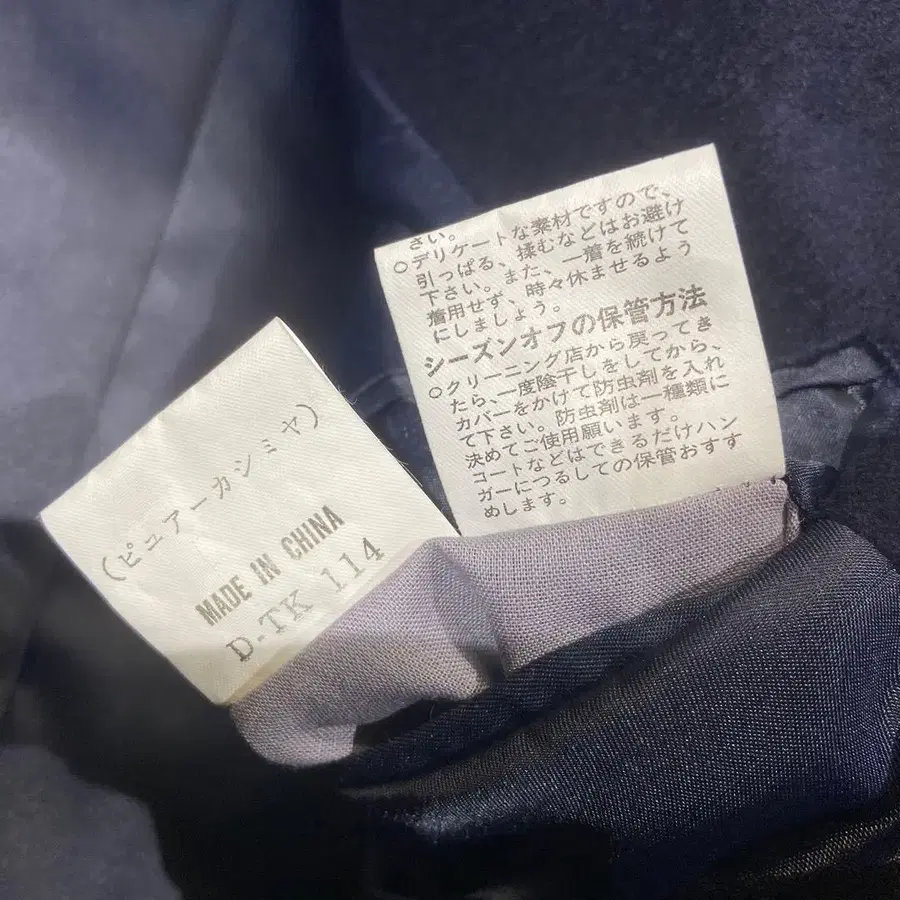 (ピュアーカシミヤ)
MADE IN CHINA
D-TK 114
さい。
○デリケートな素材ですので、
引っぱる、揉むなどはお避け
下さい。また、一着を続けて
着用せず、時々休ませるよう
にしましょう。
シーズンオフの保管方法
○クリーニング店から戻ってき
たら、一度陰干しをしてから、
カバーをかけて防虫剤を入れ
て下さい。防虫剤は一種類に
決めてご使用願います。
コートなどはできるだけハン
ガーにつるしての保管おすす
めします。